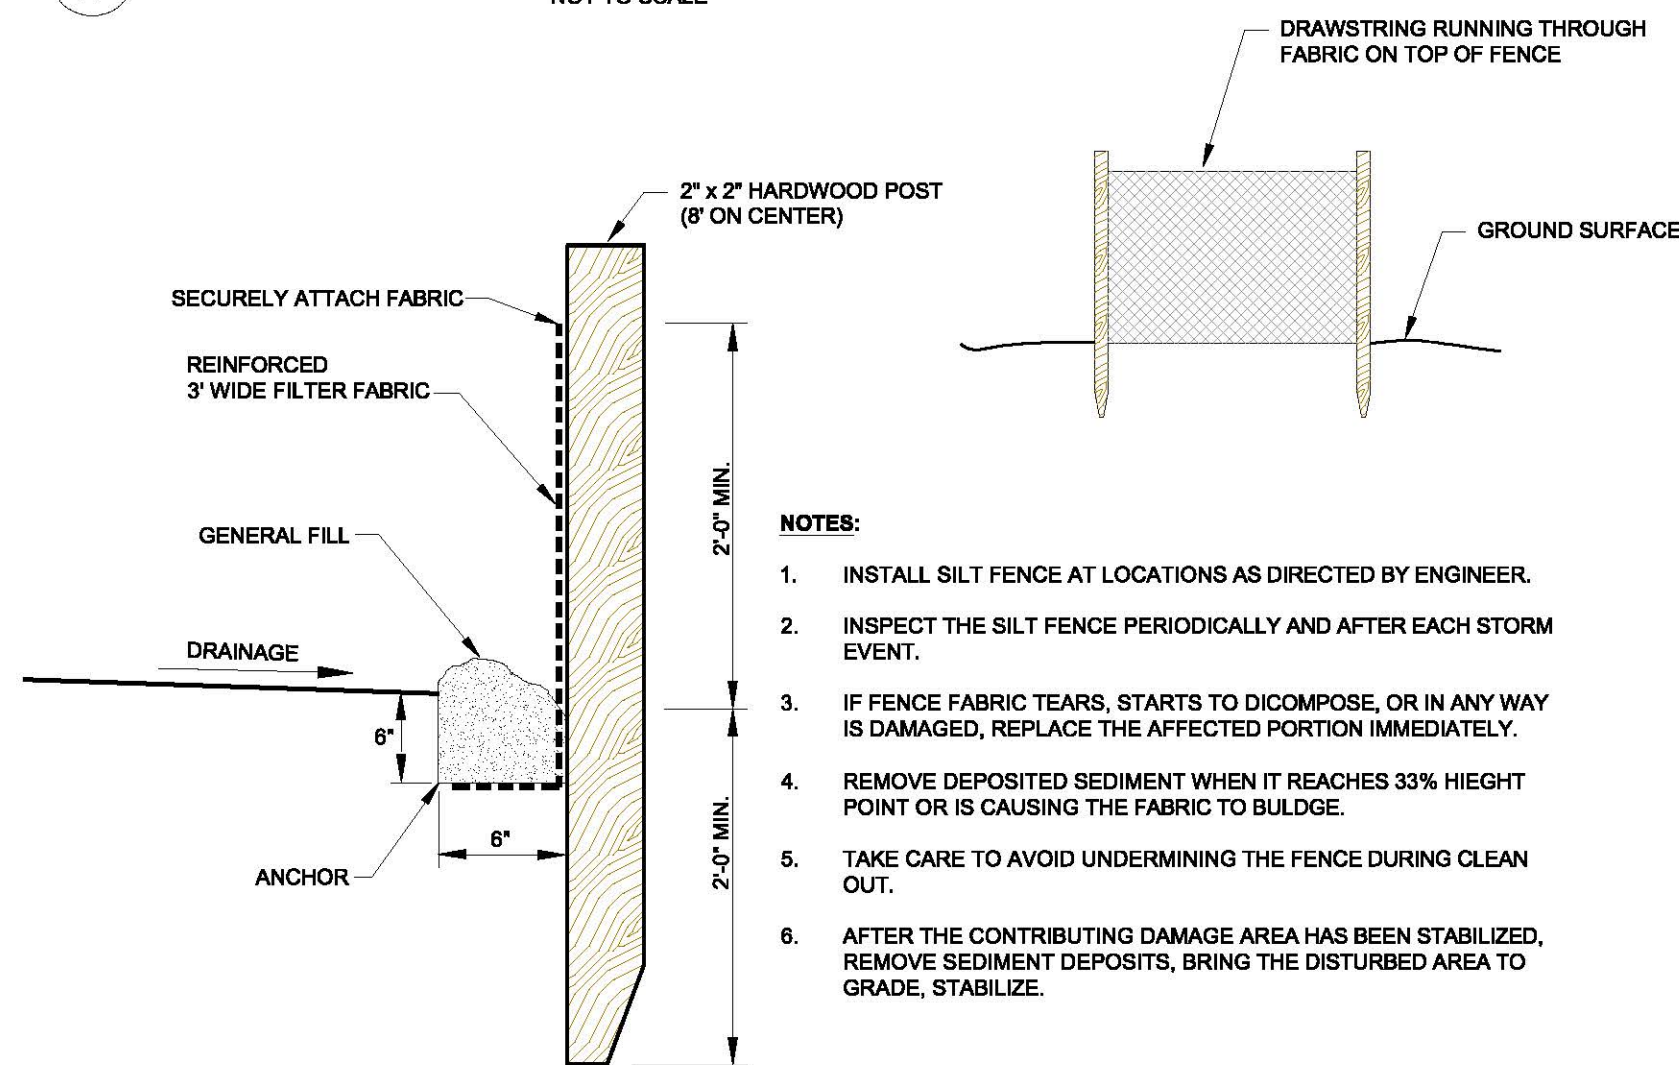 NOT TO SCALE
DRAWSTRING RUNNING THROUGH
FABRIC ON TOP OF FENCE
2" x 2" HARDWOOD POST
(8' ON CENTER)
GROUND SURFACE
SECURELY ATTACH FABRIC
REINFORCED
3' WIDE FILTER FABRIC
GENERAL FILL
DRAINAGE
6"
6"
ANCHOR
2'-0" MIN.
2'-0" MIN.
NOTES:
1. INSTALL SILT FENCE AT LOCATIONS AS DIRECTED BY ENGINEER.
2. INSPECT THE SILT FENCE PERIODICALLY AND AFTER EACH STORM
EVENT.
3. IF FENCE FABRIC TEARS, STARTS TO DICOMPOSE, OR IN ANY WAY
IS DAMAGED, REPLACE THE AFFECTED PORTION IMMEDIATELY.
4. REMOVE DEPOSITED SEDIMENT WHEN IT REACHES 33% HIEGHT
POINT OR IS CAUSING THE FABRIC TO BULDGE.
5. TAKE CARE TO AVOID UNDERMINING THE FENCE DURING CLEAN
OUT.
6. AFTER THE CONTRIBUTING DAMAGE AREA HAS BEEN STABILIZED,
REMOVE SEDIMENT DEPOSITS, BRING THE DISTURBED AREA TO
GRADE, STABILIZE.